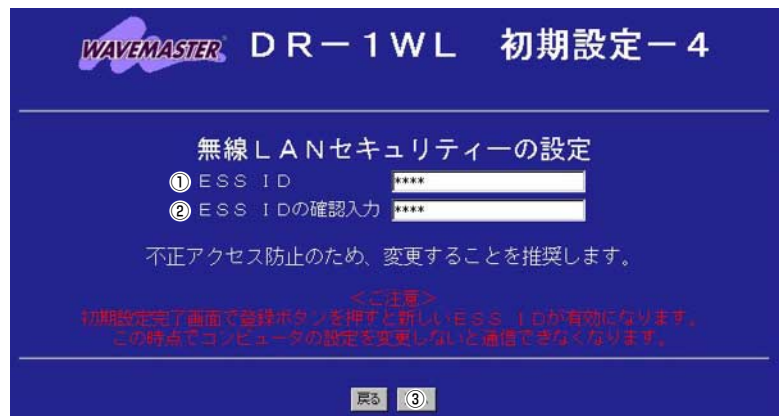 WAVEMASTER DR－1WL 初期設定－4
無線LANセキュリティーの設定
① ESS ID ****
② ESS IDの確認入力 ****
不正アクセス防止のため、変更することを推奨します。
＜ご注意＞
初期設定完了画面で登録ボタンを押すと新しいESS IDが有効になります。
この時点でコンピュータの設定を変更しないと通信できなくなります。
戻る ③